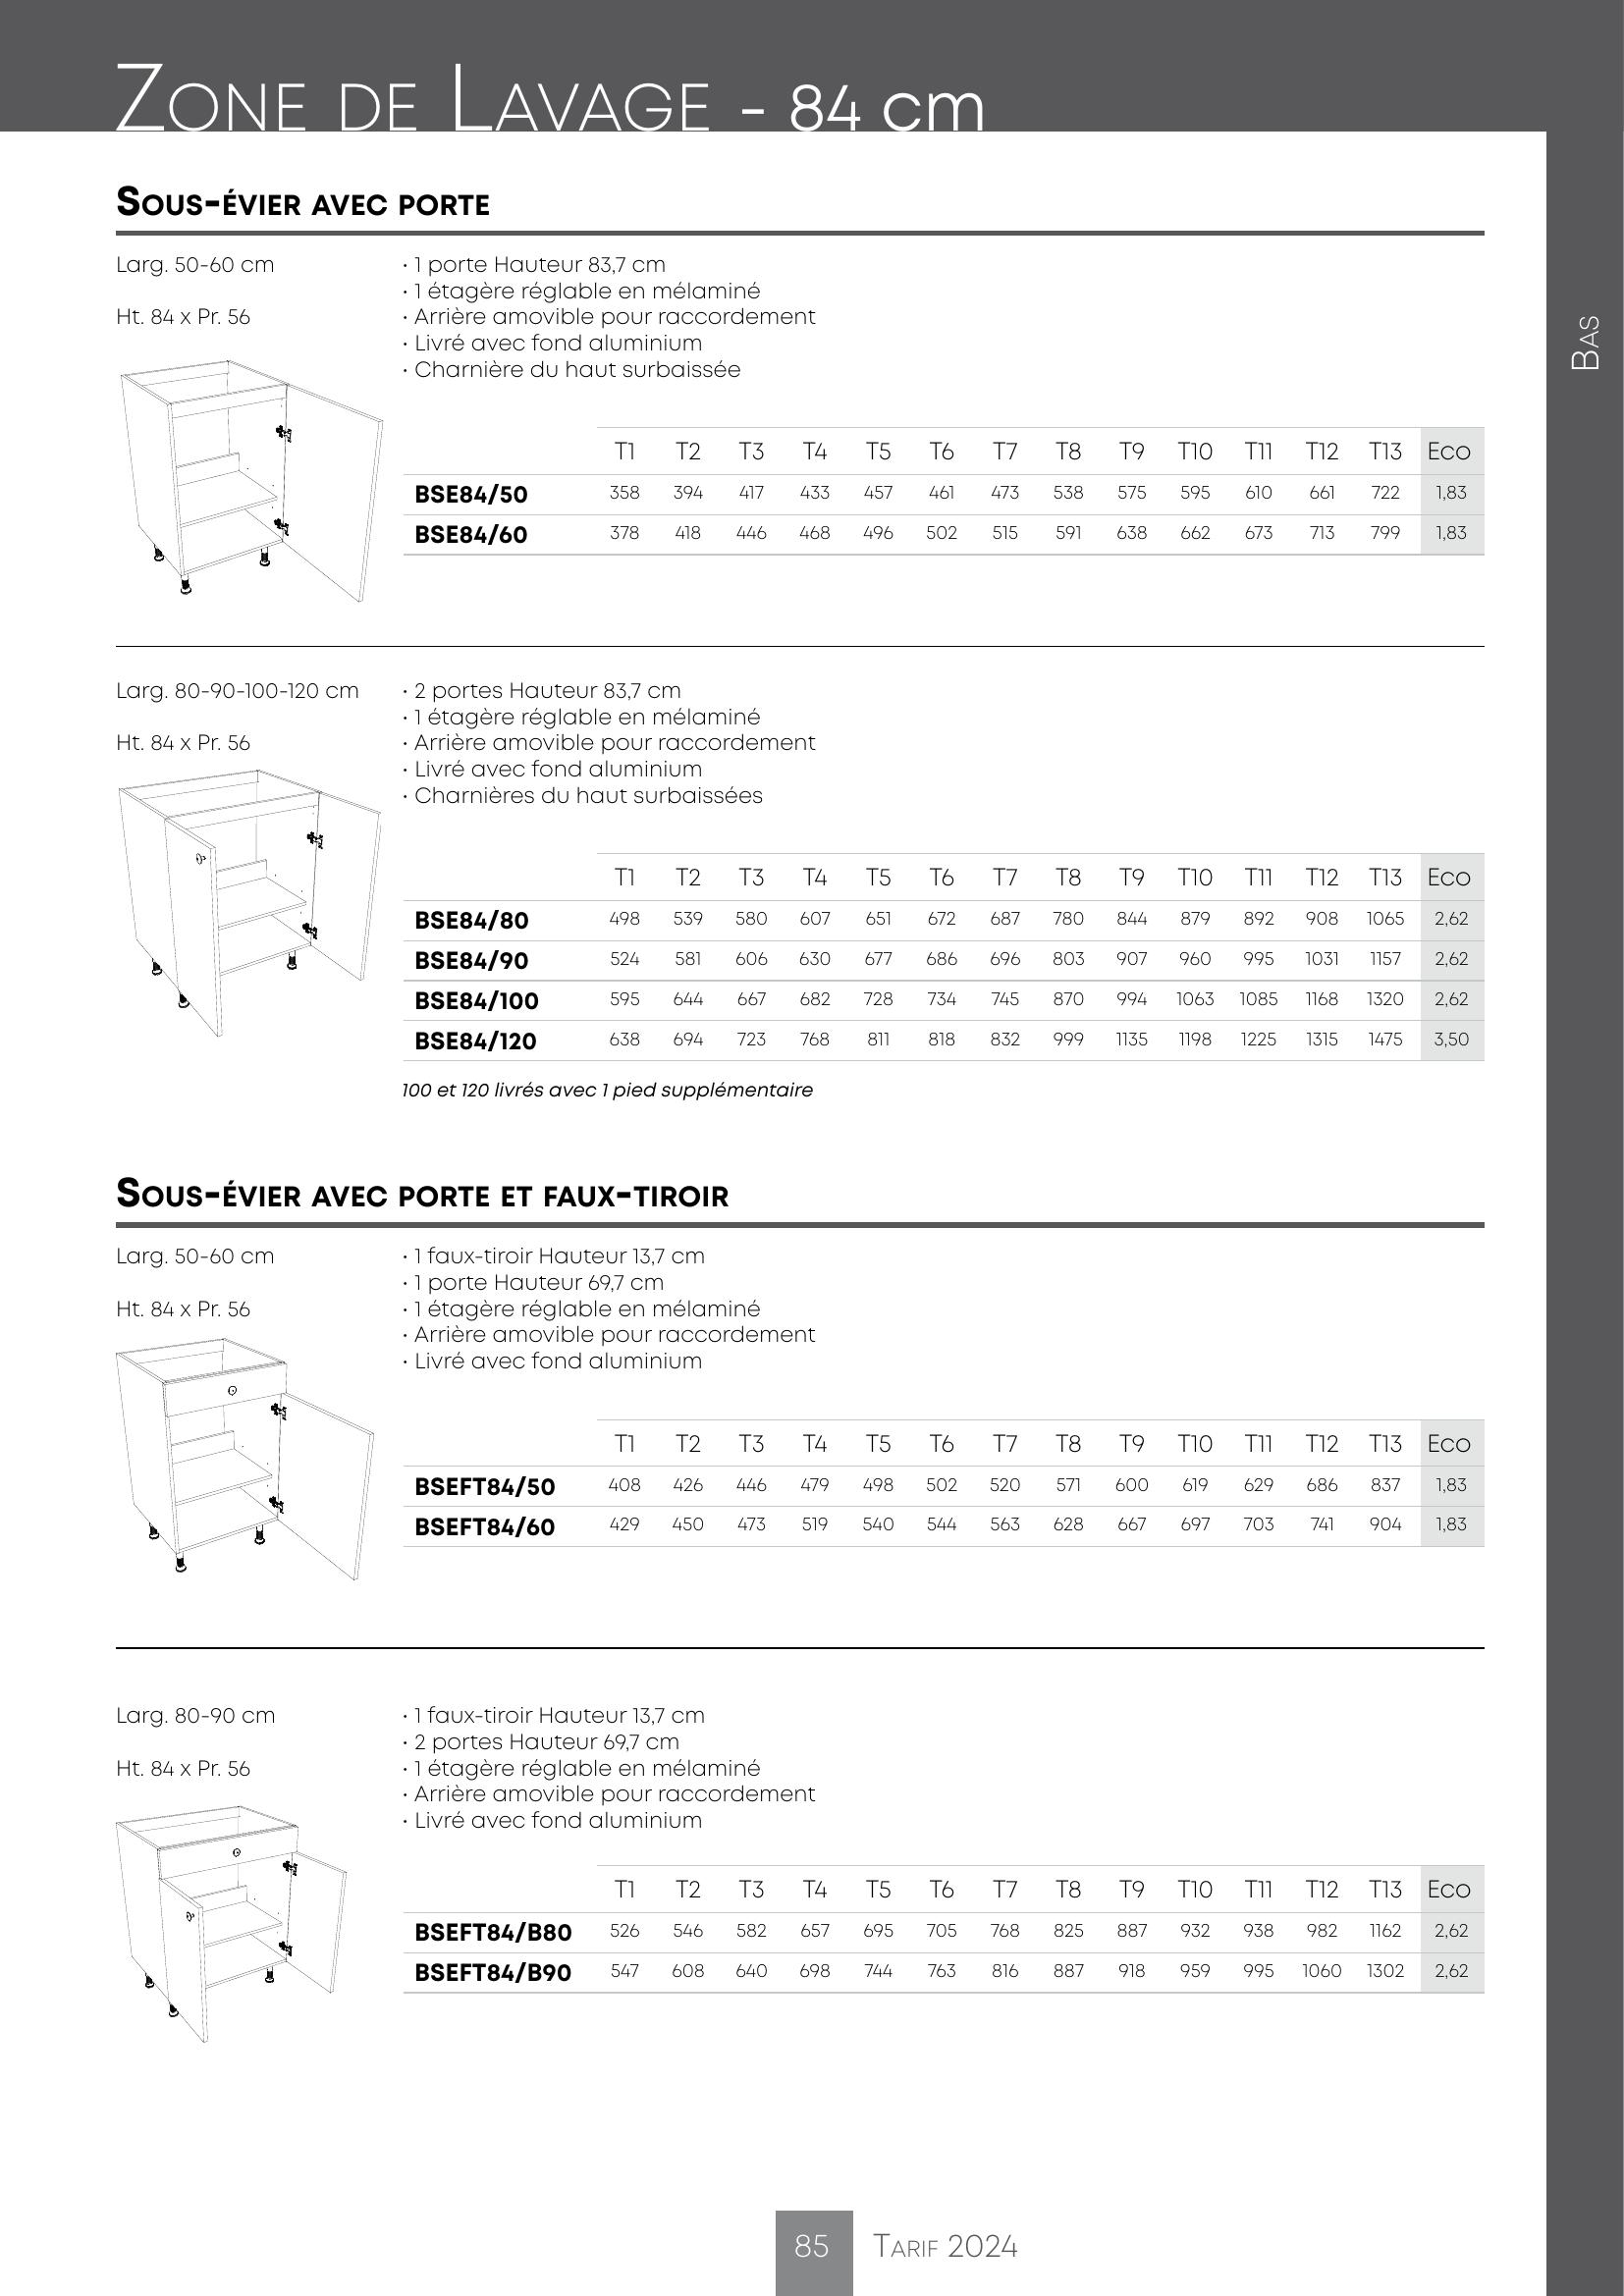 Zone de Lavage - 84 cm
Bas
Sous-évier avec porte
Larg. 50-60 cm
Ht. 84 x Pr. 56
· 1 porte Hauteur 83,7 cm
· 1 étagère réglable en mélaminé
· Arrière amovible pour raccordement
· Livré avec fond aluminium
· Charnière du haut surbaissée
T1 T2 T3 T4 T5 T6 T7 T8 T9 T10 T11 T12 T13 Eco
BSE84/50 358 394 417 433 457 461 473 538 575 595 610 661 722 1,83
BSE84/60 378 418 446 468 496 502 515 591 638 662 673 713 799 1,83
Larg. 80-90-100-120 cm
Ht. 84 x Pr. 56
· 2 portes Hauteur 83,7 cm
· 1 étagère réglable en mélaminé
· Arrière amovible pour raccordement
· Livré avec fond aluminium
· Charnières du haut surbaissées
T1 T2 T3 T4 T5 T6 T7 T8 T9 T10 T11 T12 T13 Eco
BSE84/80 498 539 580 607 651 672 687 780 844 879 892 908 1065 2,62
BSE84/90 524 581 606 630 677 686 696 803 907 960 995 1031 1157 2,62
BSE84/100 595 644 667 682 728 734 745 870 994 1063 1085 1168 1320 2,62
BSE84/120 638 694 723 768 811 818 832 999 1135 1198 1225 1315 1475 3,50
100 et 120 livrés avec 1 pied supplémentaire
Sous-évier avec porte et faux-tiroir
Larg. 50-60 cm
Ht. 84 x Pr. 56
· 1 faux-tiroir Hauteur 13,7 cm
· 1 porte Hauteur 69,7 cm
· 1 étagère réglable en mélaminé
· Arrière amovible pour raccordement
· Livré avec fond aluminium
T1 T2 T3 T4 T5 T6 T7 T8 T9 T10 T11 T12 T13 Eco
BSEFT84/50 408 426 446 479 498 502 520 571 600 619 629 686 837 1,83
BSEFT84/60 429 450 473 519 540 544 563 628 667 697 703 741 904 1,83
Larg. 80-90 cm
Ht. 84 x Pr. 56
· 1 faux-tiroir Hauteur 13,7 cm
· 2 portes Hauteur 69,7 cm
· 1 étagère réglable en mélaminé
· Arrière amovible pour raccordement
· Livré avec fond aluminium
T1 T2 T3 T4 T5 T6 T7 T8 T9 T10 T11 T12 T13 Eco
BSEFT84/B80 526 546 582 657 695 705 768 825 887 932 938 982 1162 2,62
BSEFT84/B90 547 608 640 698 744 763 816 887 918 959 995 1060 1302 2,62
85 Tarif 2024